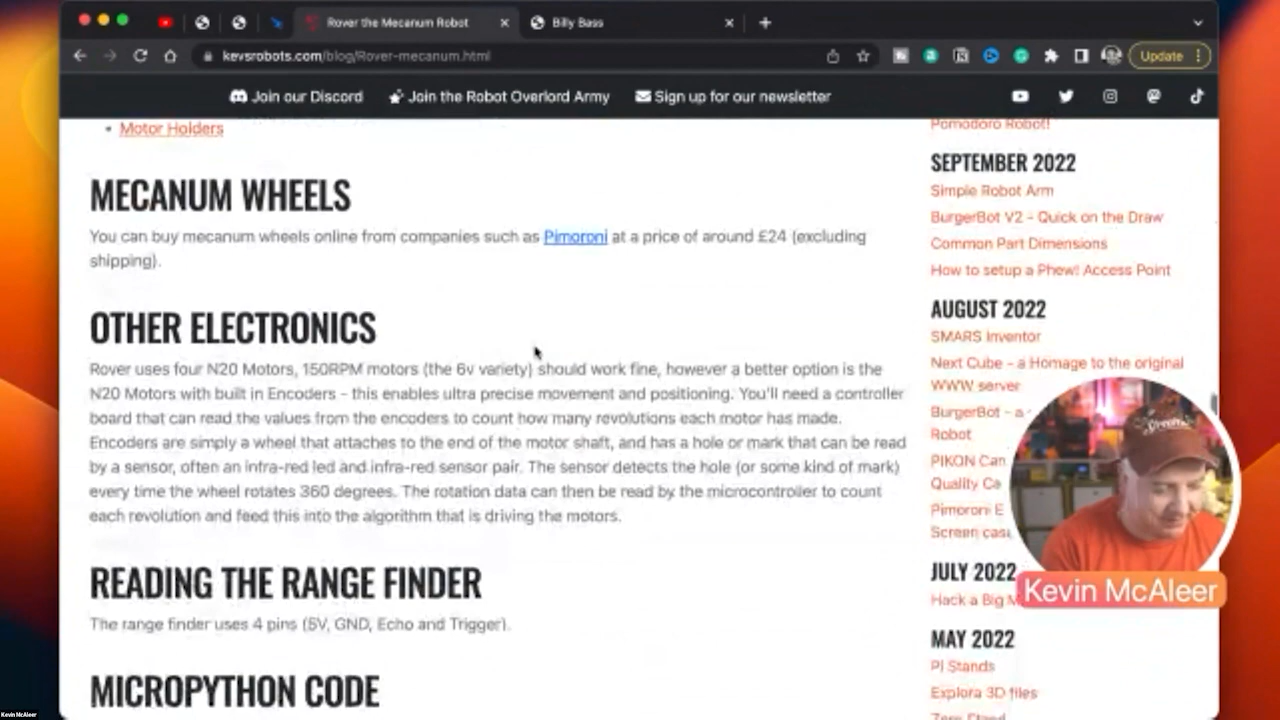 Rover the Mecanum Robot
Billy Bass
kevsrobots.com/blog/Rover-mecanum.html
Update
Join our Discord
Join the Robot Overlord Army
Sign up for our newsletter
Motor Holders
MECANUM WHEELS
You can buy mecanum wheels online from companies such as Pimoroni at a price of around £24 (excluding
shipping).
OTHER ELECTRONICS
Rover uses four N20 Motors, 150RPM motors (the 6v variety) should work fine, however a better option is the
N20 Motors with built in Encoders - this enables ultra precise movement and positioning. You'll need a controller
board that can read the values from the encoders to count how many revolutions each motor has made.
Encoders are simply a wheel that attaches to the end of the motor shaft, and has a hole or mark that can be read
by a sensor, often an infra-red led and infra-red sensor pair. The sensor detects the hole (or some kind of mark)
every time the wheel rotates 360 degrees. The rotation data can then be read by the microcontroller to count
each revolution and feed this into the algorithm that is driving the motors.
READING THE RANGE FINDER
The range finder uses 4 pins (5V, GND, Echo and Trigger).
MICROPYTHON CODE
Pomodoro Robot!
SEPTEMBER 2022
Simple Robot Arm
BurgerBot V2 - Quick on the Draw
Common Part Dimensions
How to setup a Phew! Access Point
AUGUST 2022
SMARS Inventor
Next Cube - a Homage to the original
WWW server
BurgerBot - a
Robot
PIKON Cam
Quality Ca
Pimoroni E
Screen case
JULY 2022
Hack a Big M
MAY 2022
Pi Stands
Explora 3D files
Zero Stand
Kevin McAleer
Kevin McAleer